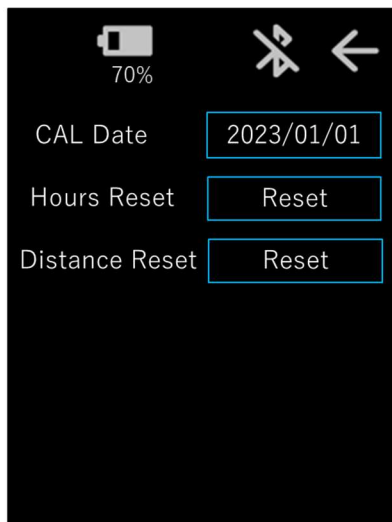 70%
CAL Date 2023/01/01
Hours Reset Reset
Distance Reset Reset